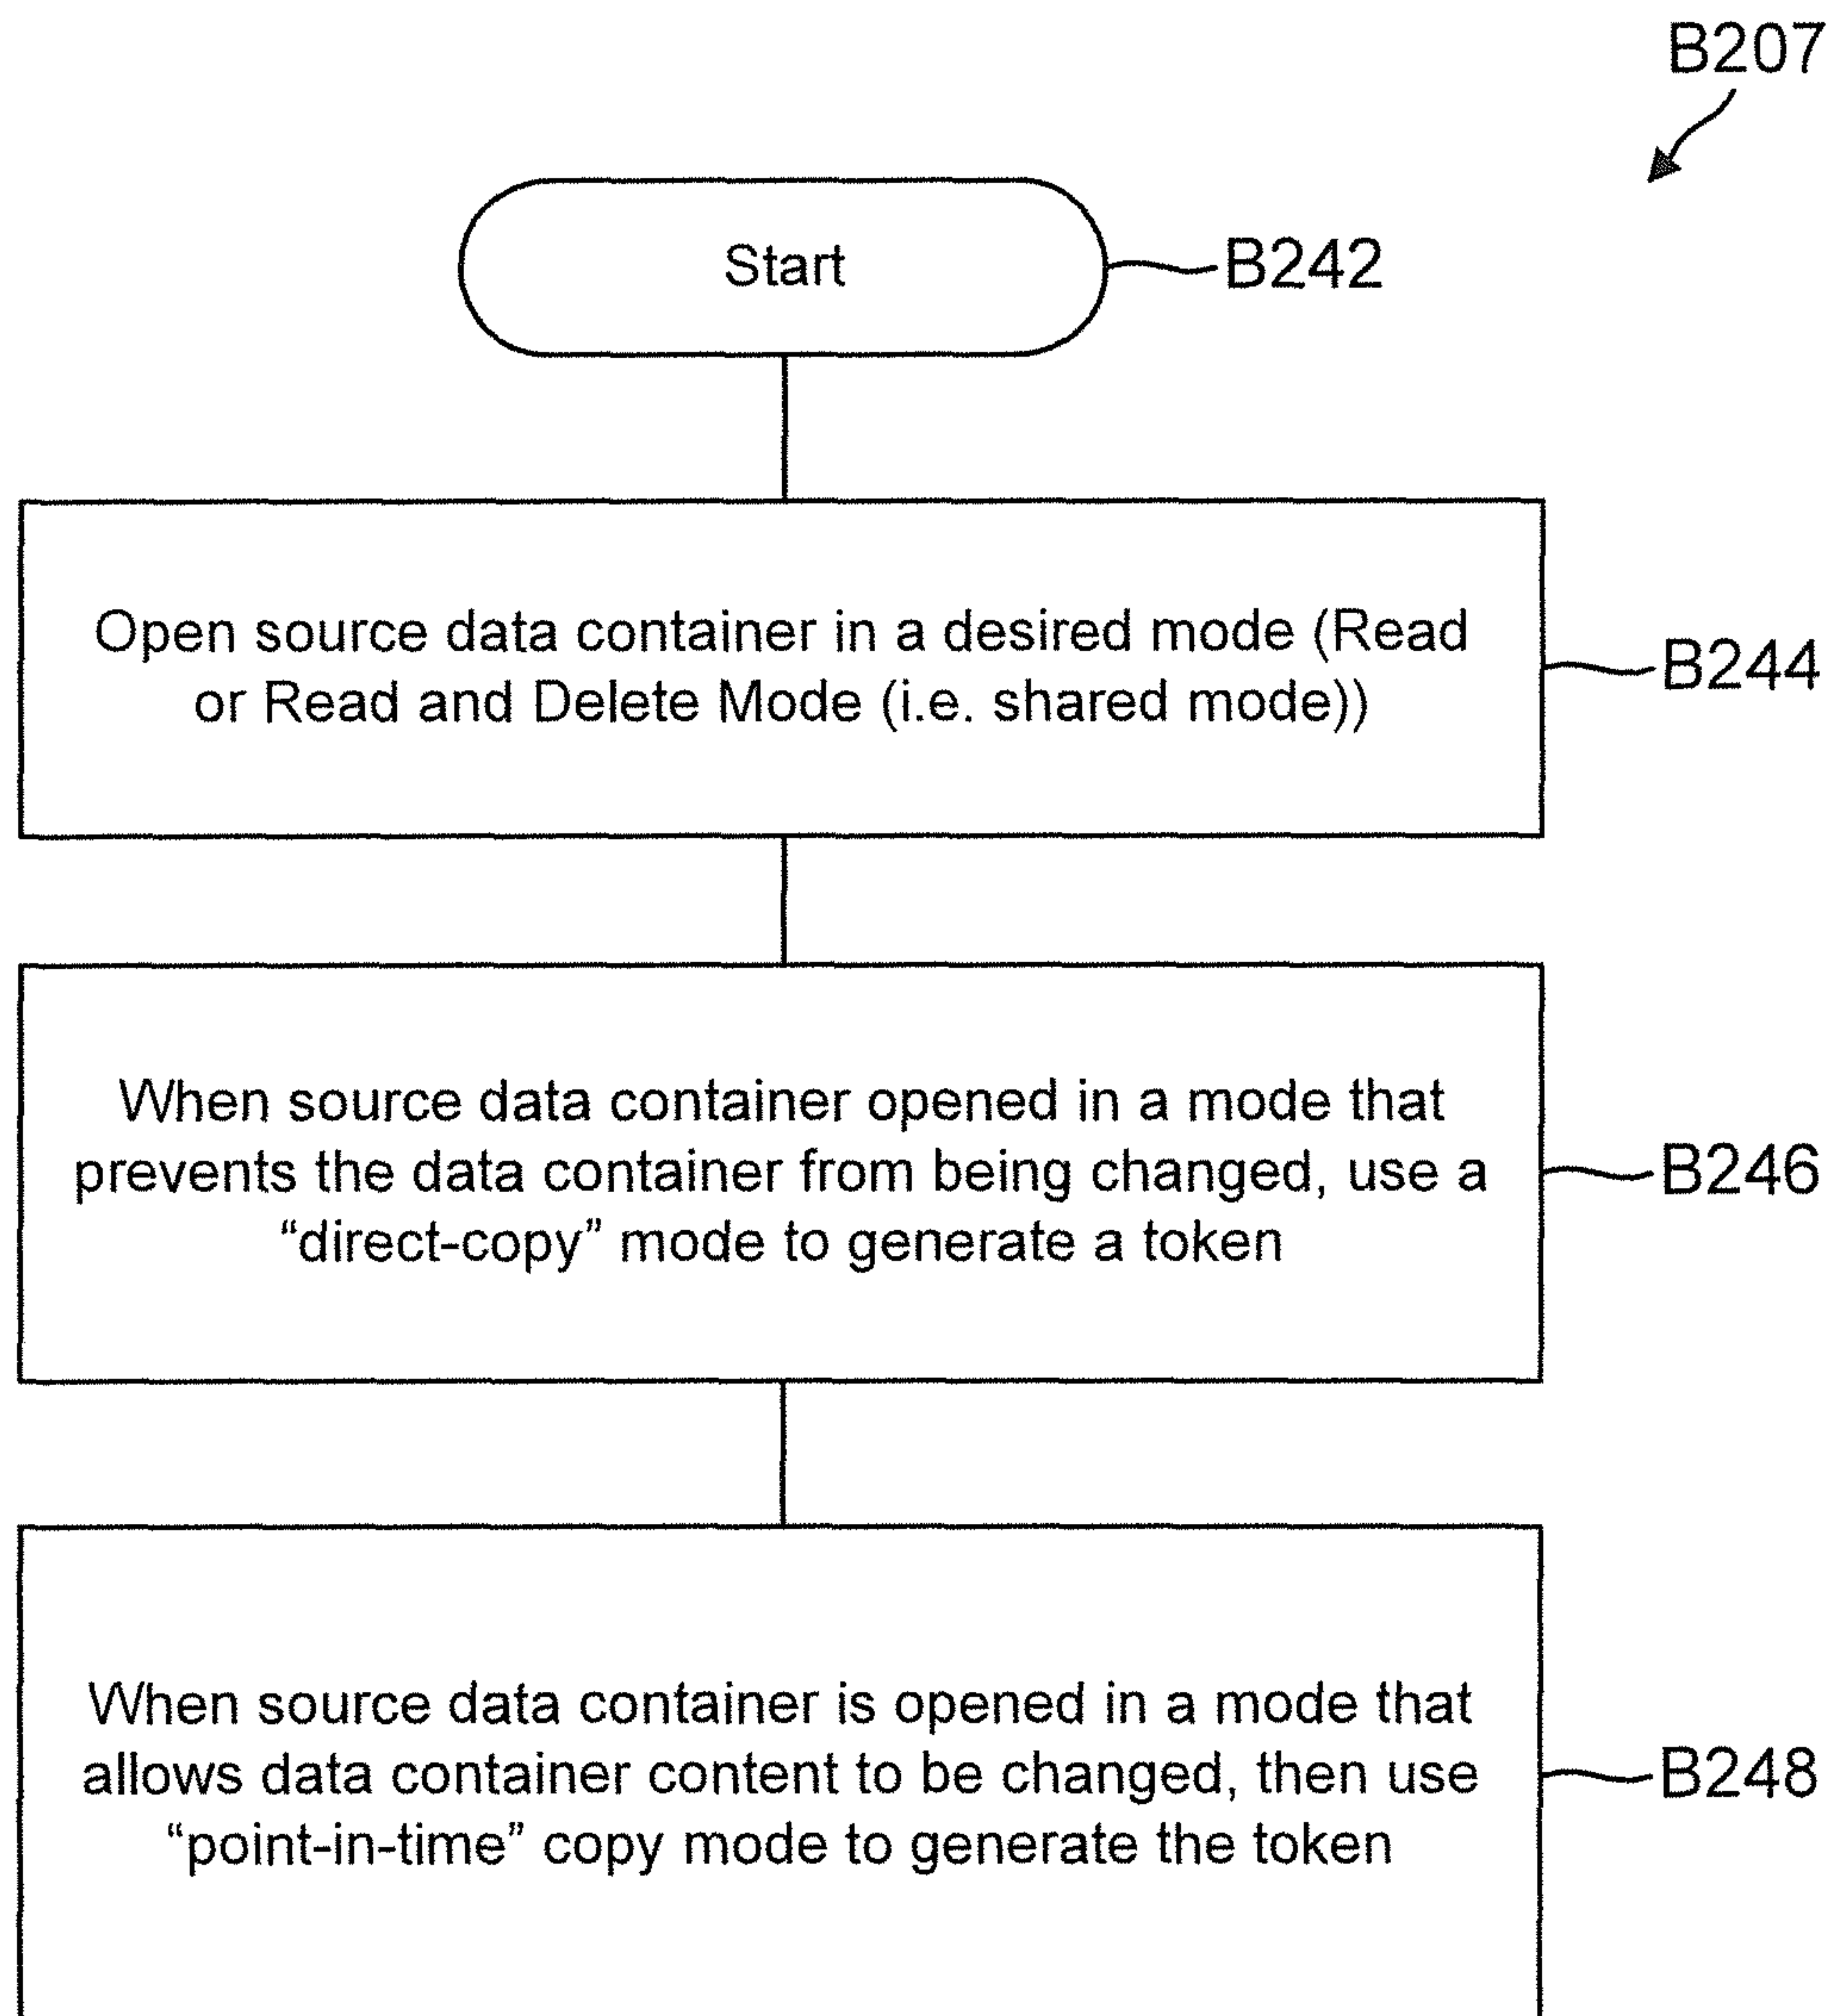 B207
Start
B242
Open source data container in a desired mode (Read
or Read and Delete Mode (i.e. shared mode))
B244
When source data container opened in a mode that
prevents the data container from being changed, use a
“direct-copy” mode to generate a token
B246
When source data container is opened in a mode that
allows data container content to be changed, then use
“point-in-time” copy mode to generate the token
B248